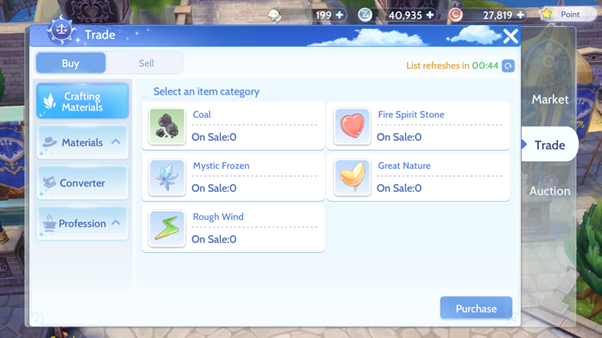 199
40,935
27,819
Point
Trade
Buy
Sell
List refreshes in 00:44
Crafting
Materials
Materials
Converter
Profession
Select an item category
Coal
On Sale:0
Fire Spirit Stone
On Sale:0
Mystic Frozen
On Sale:0
Great Nature
On Sale:0
Rough Wind
On Sale:0
Purchase
Market
Trade
Auction